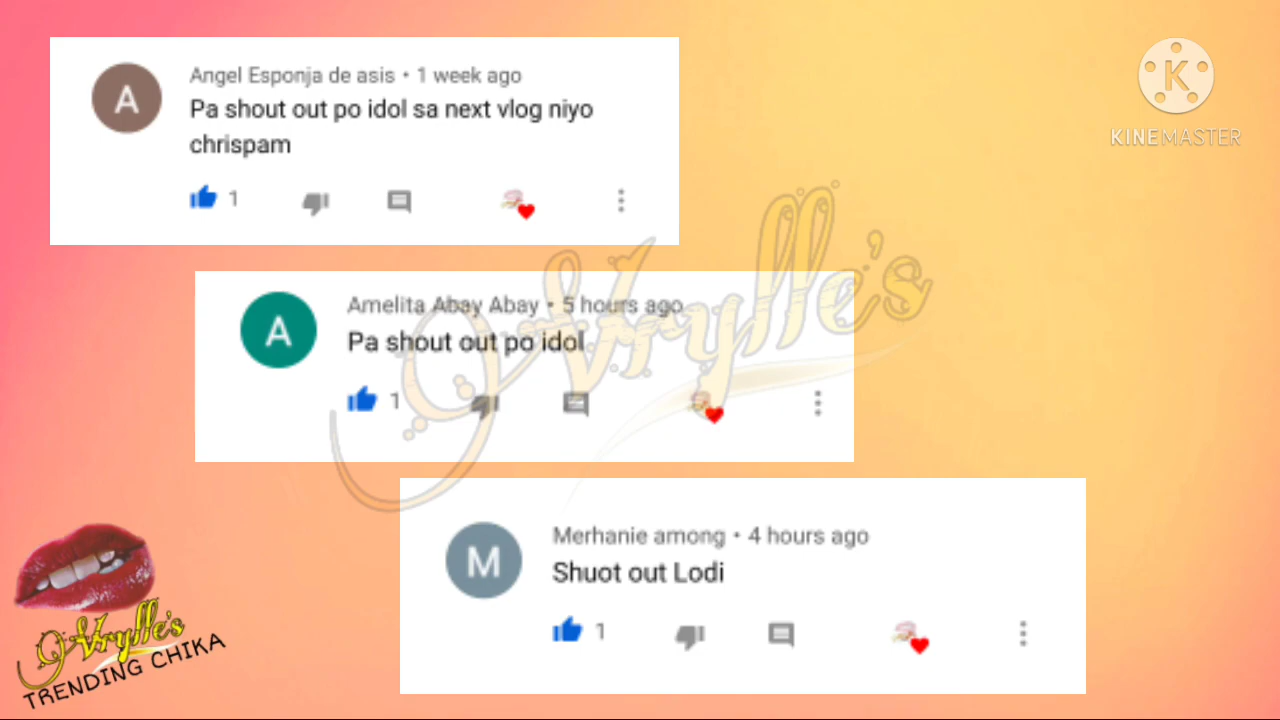 A
Angel Esponja de asis • 1 week ago
Pa shout out po idol sa next vlog niyo
chrispam
1
K
KINEMASTER
A
Amelita Abay Abay • 5 hours ago
Pa shout out po idol
1
M
Merhanie among • 4 hours ago
Shuot out Lodi
1
TRENDING CHIKA